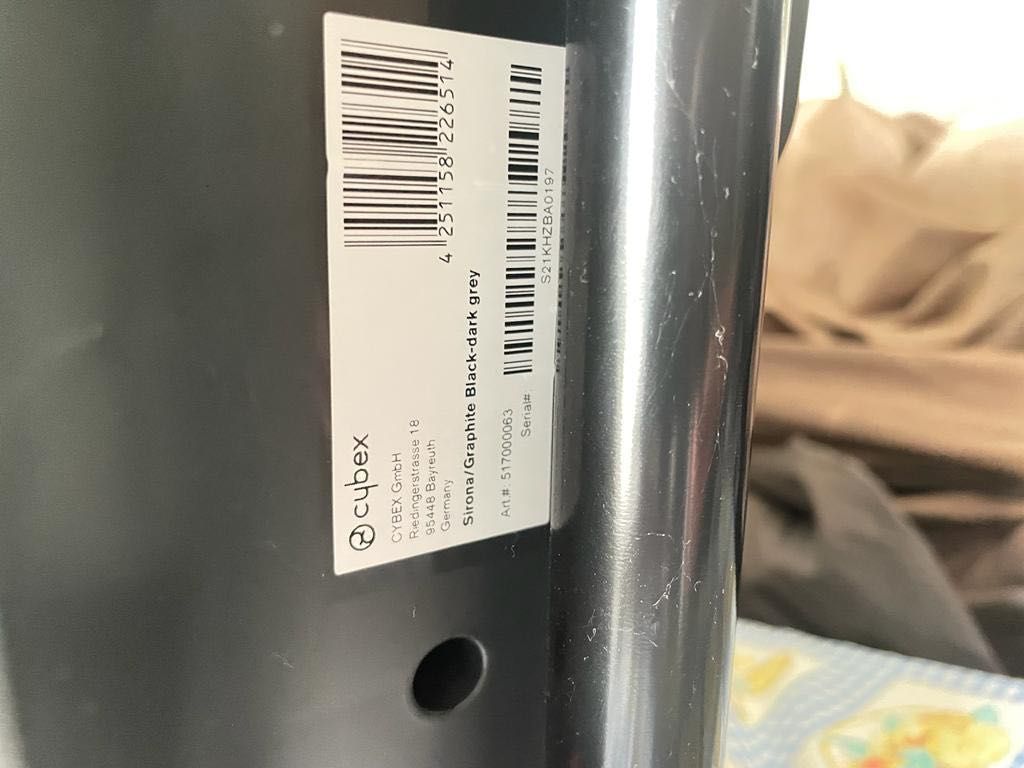 cybex
CYBEX GmbH
Riedingerstrasse 18
95448 Bayreuth
Germany
4 251158 226514
Sirona/Graphite Black-dark grey
Art.#: 517000063
Serial#:
S21KHZBA0197